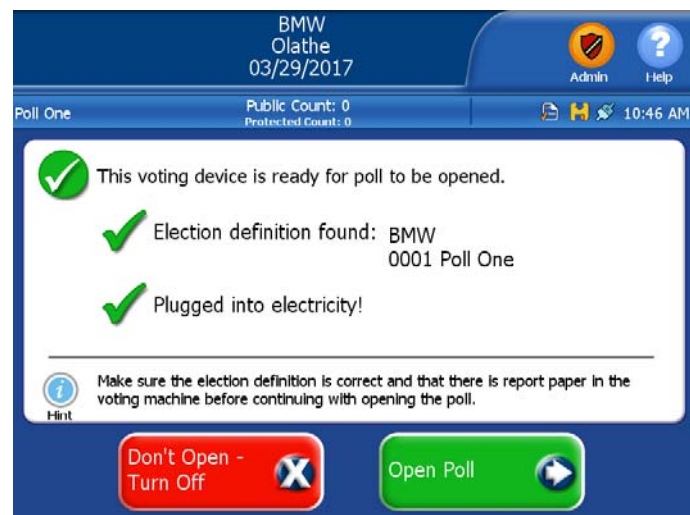 BMW
Olathe
03/29/2017
Admin
Help
Poll One
Public Count: 0
Protected Count: 0
10:46 AM
This voting device is ready for poll to be opened.
Election definition found: BMW
0001 Poll One
Plugged into electricity!
Hint
Make sure the election definition is correct and that there is report paper in the
voting machine before continuing with opening the poll.
Don't Open -
Turn Off
Open Poll